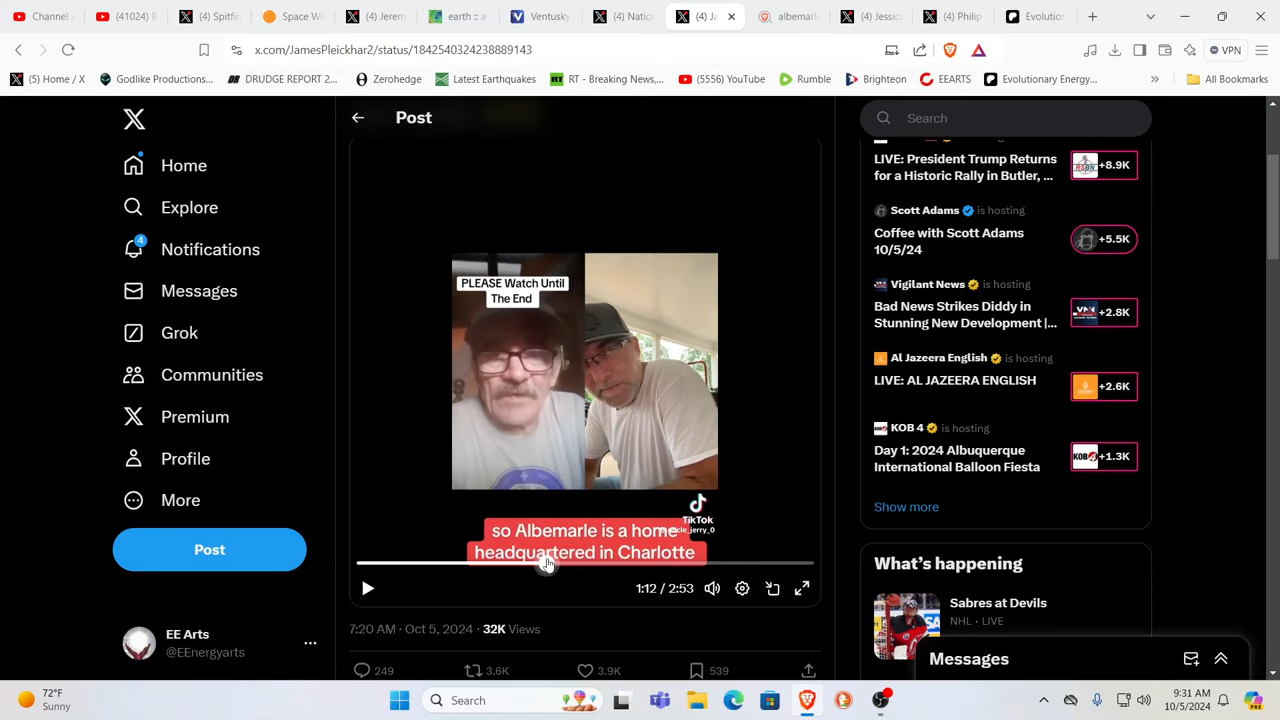 (5)
(41024) B
(4) Spitfi
Space We
(4) Jerem
earth :: a
Ventusky
(4) Natio
(4) Ja
albemarle
(4) Jessica
(4) Philip
Evolution
x.com/JamesPleickhar2/status/1842540324238889143
VPN
(5) Home / X
Godlike Productions...
DRUDGE REPORT 2...
Zerohedge
Latest Earthquakes
RT - Breaking News,...
(5550) YouTube
Rumble
Brighteon
EEARTS
Evolutionary Energy...
All Bookmarks
Home
Explore
4
Notifications
Messages
Grok
Communities
Premium
Profile
More
Post
EE Arts
@EEnergyarts
Post
PLEASE Watch Until
The End
TikTok
so Albemarle is a home
headquartered in Charlotte
1:12 / 2:53
7:20 AM · Oct 5, 2024 · 32K Views
249
3.6K
3.9K
539
Search
LIVE: President Trump Returns
for a Historic Rally in Butler, ...
+8.9K
Scott Adams is hosting
Coffee with Scott Adams
10/5/24
+5.5K
Vigilant News is hosting
Bad News Strikes Diddy in
Stunning New Development |...
+2.8K
Al Jazeera English is hosting
LIVE: AL JAZEERA ENGLISH
+2.6K
KOB 4 is hosting
Day 1: 2024 Albuquerque
International Balloon Fiesta
KOB4
+1.3K
Show more
What's happening
Sabres at Devils
NHL · LIVE
Messages
72°F
Sunny
Search
9:31 AM
10/5/2024